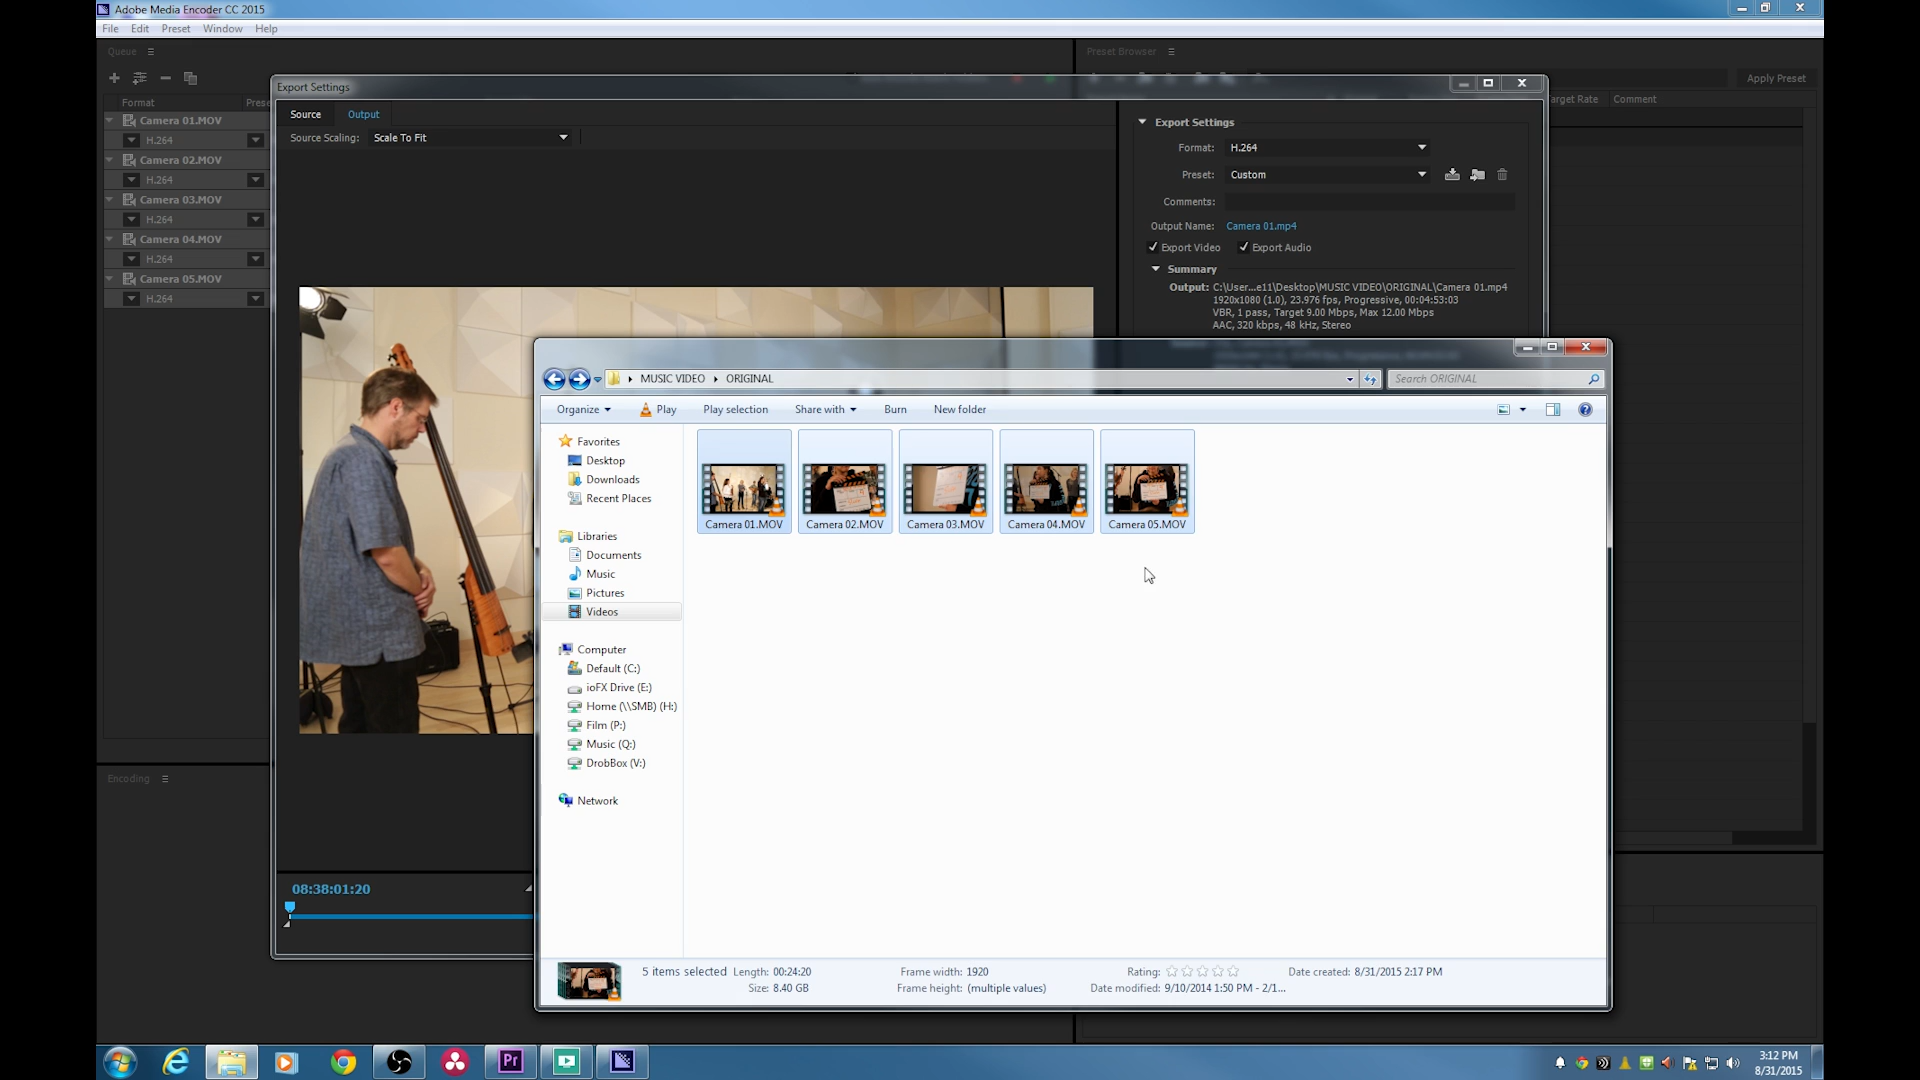 Adobe Media Encoder CC 2015
File Edit Preset Window Help
Queue
Preset Browser
Apply Preset
Format Prese
Target Rate Comment
Camera 01.MOV
H.264
Camera 02.MOV
H.264
Camera 03.MOV
H.264
Camera 04.MOV
H.264
Camera 05.MOV
H.264
Export Settings
Source Output
Source Scaling: Scale To Fit
Export Settings
Format: H.264
Preset: Custom
Comments:
Output Name: Camera 01.mp4
Export Video Export Audio
Summary
Output: C:\User...e11\Desktop\MUSIC VIDEO\ORIGINAL\Camera 01.mp4
1920x1080 (1.0), 23.976 fps, Progressive, 00:04:53:03
VBR, 1 pass, Target 9.00 Mbps, Max 12.00 Mbps
AAC, 320 kbps, 48 kHz, Stereo
MUSIC VIDEO ORIGINAL
Search ORIGINAL
Organize Play Play selection Share with Burn New folder
Favorites
Desktop
Downloads
Recent Places
Libraries
Documents
Music
Pictures
Videos
Computer
Default (C:)
ioFX Drive (E:)
Home (\\SMB) (H:)
Film (P:)
Music (Q:)
DrobBox (V:)
Network
Camera 01.MOV Camera 02.MOV Camera 03.MOV Camera 04.MOV Camera 05.MOV
Encoding
08:38:01:20
5 items selected Length: 00:24:20 Frame width: 1920 Rating: Date created: 8/31/2015 2:17 PM
Size: 8.40 GB Frame height: (multiple values) Date modified: 9/10/2014 1:50 PM - 2/1...
Pr
3:12 PM
8/31/2015